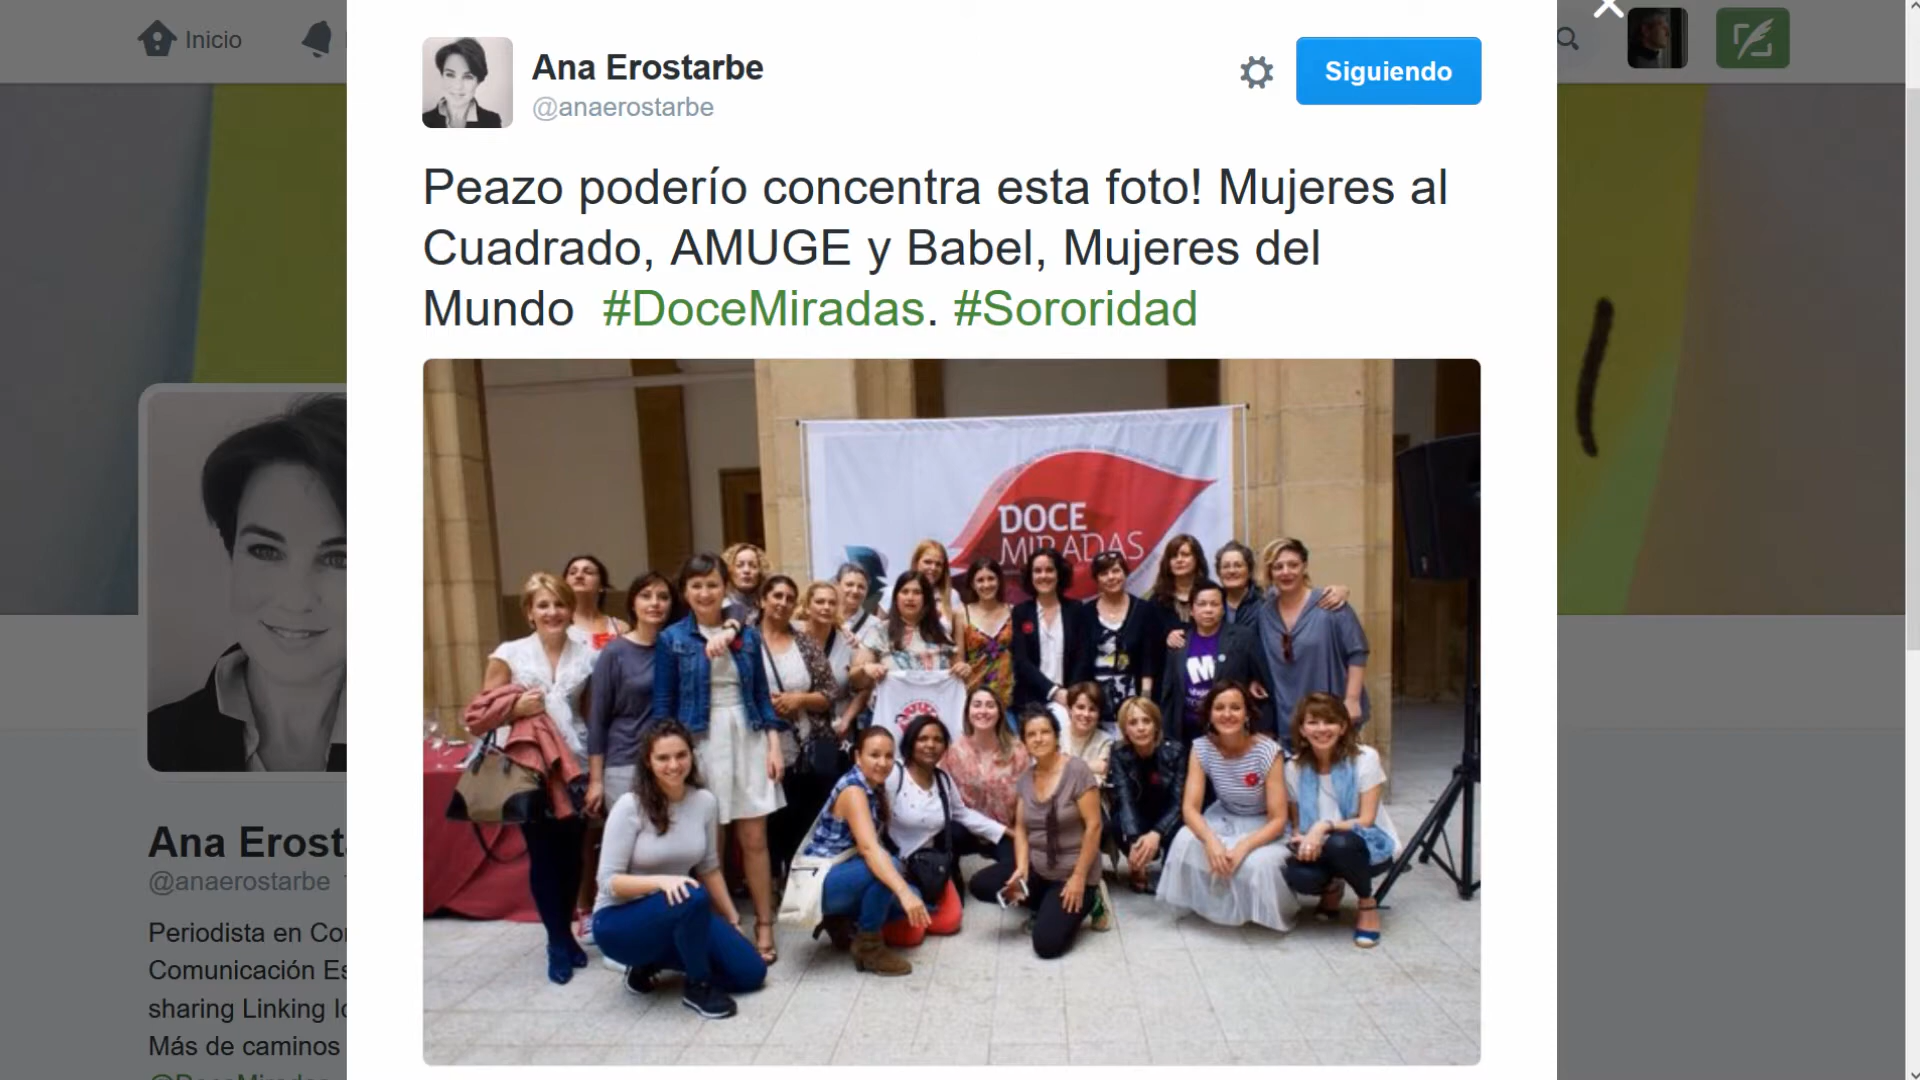 Inicio
Ana Erostarbe
@anaerostarbe
Siguiendo
Peazo poderío concentra esta foto! Mujeres al
Cuadrado, AMUGE y Babel, Mujeres del
Mundo #DoceMiradas. #Sororidad
DOCE
MIRADAS
M
Ana Erost
@anaerostarbe
Periodista en Co
Comunicación Es
sharing Linking
Más de caminos
@DoceMiradas